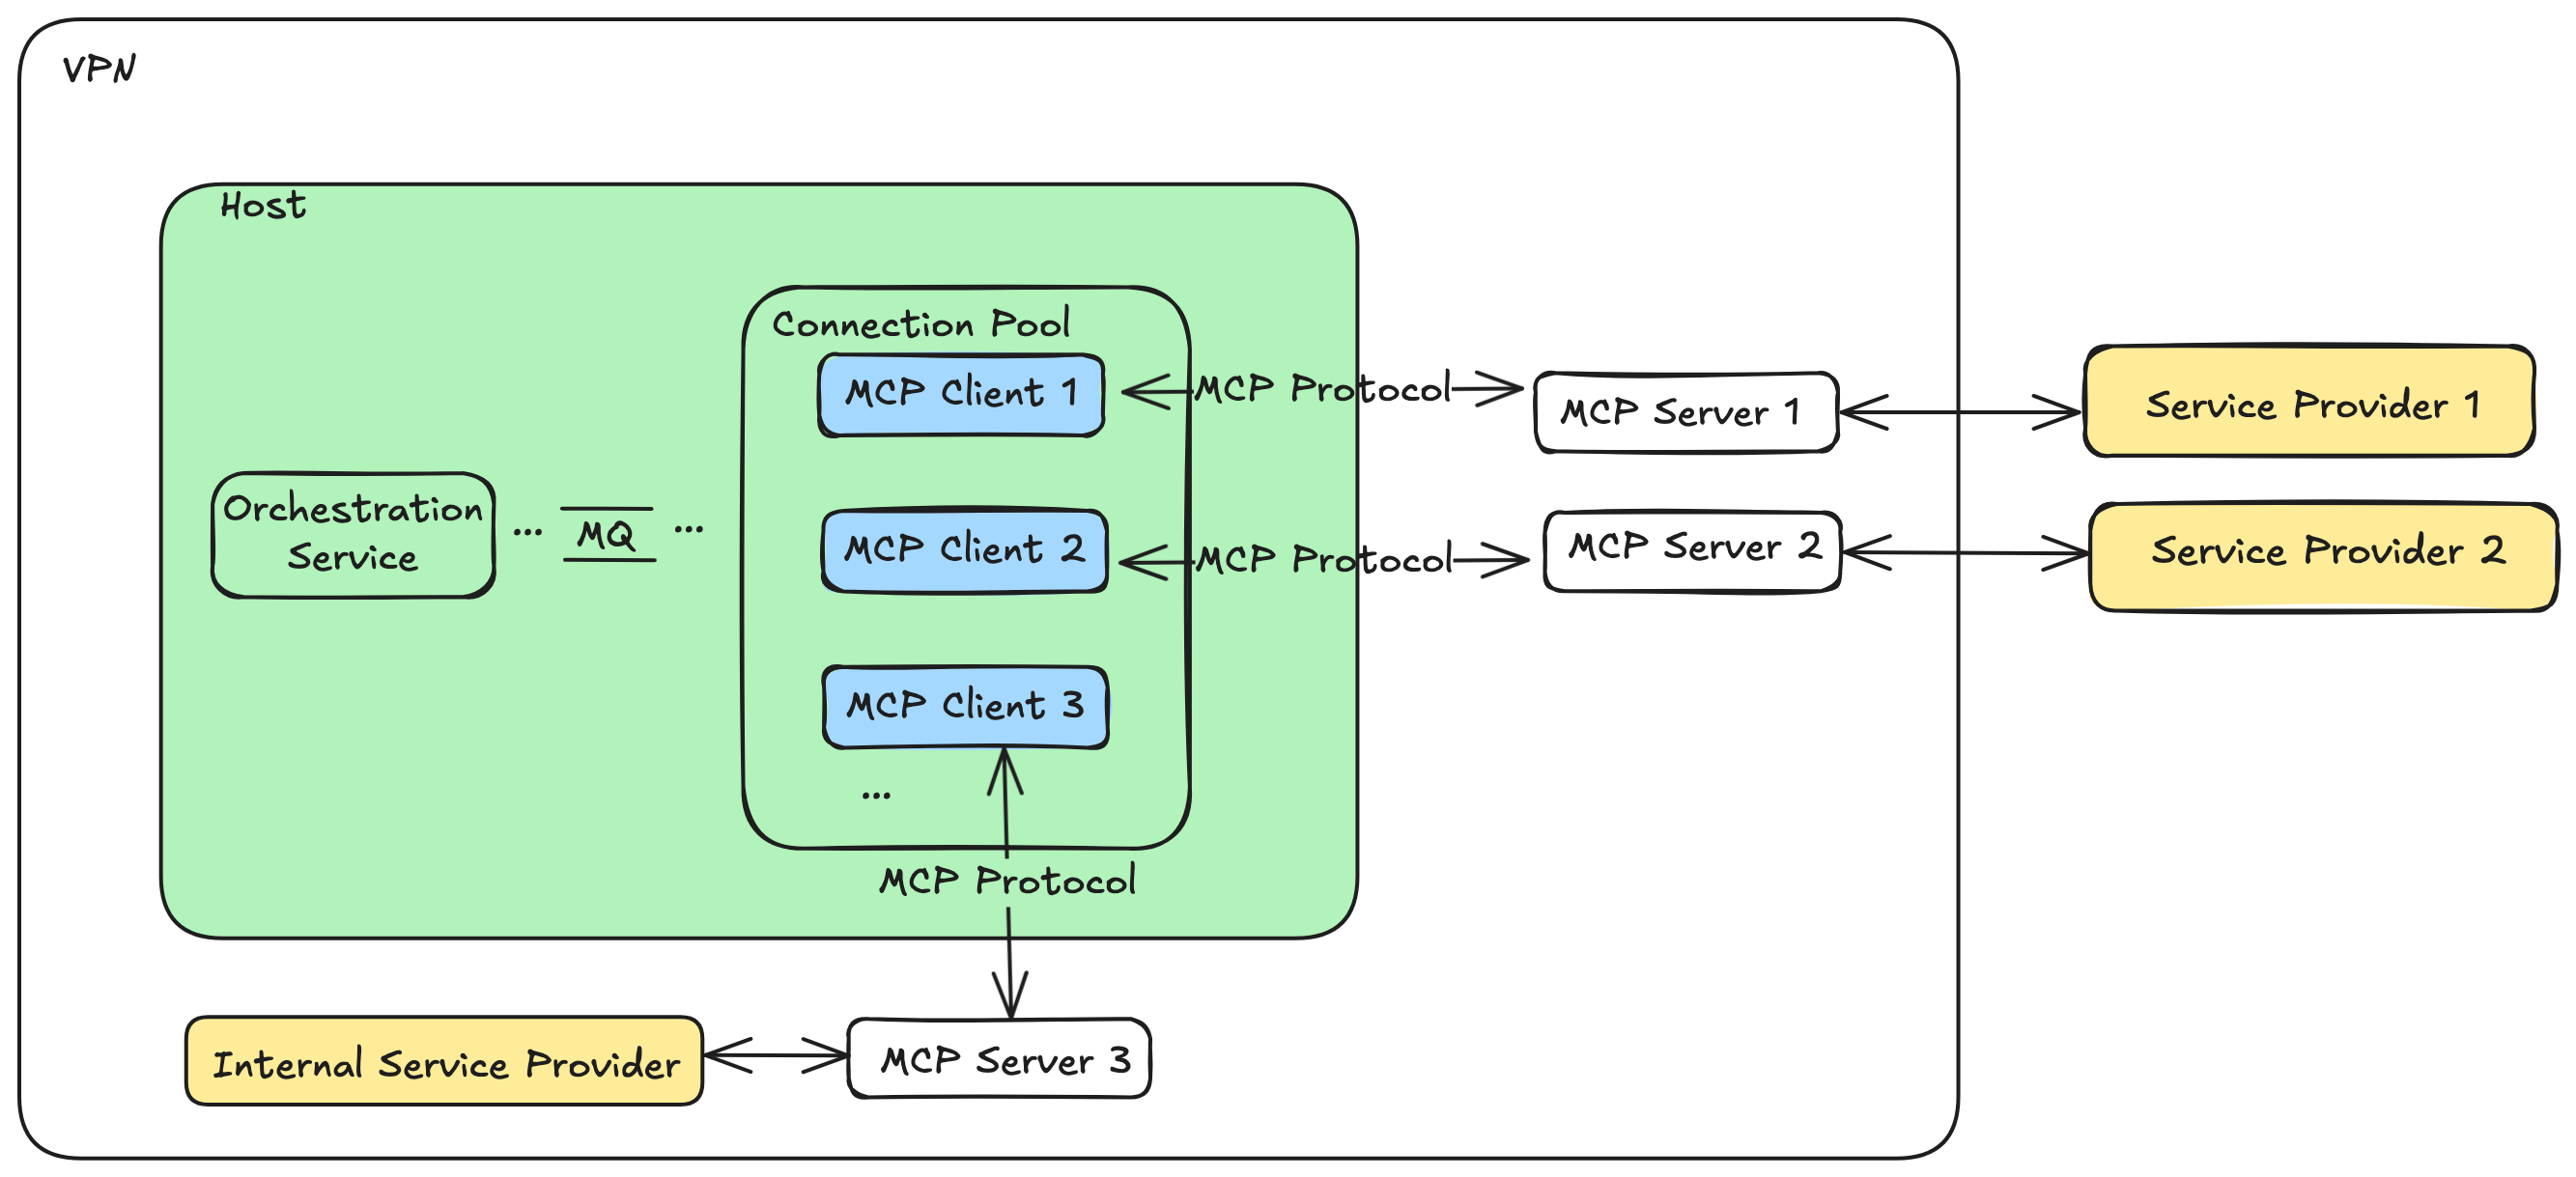 VPN
Host
Connection Pool
MCP Client 1
MCP Protocol
MCP Server 1
Service Provider 1
Orchestration
Service
...
MQ
...
MCP Client 2
MCP Protocol
MCP Server 2
Service Provider 2
MCP Client 3
...
MCP Protocol
Internal Service Provider
MCP Server 3